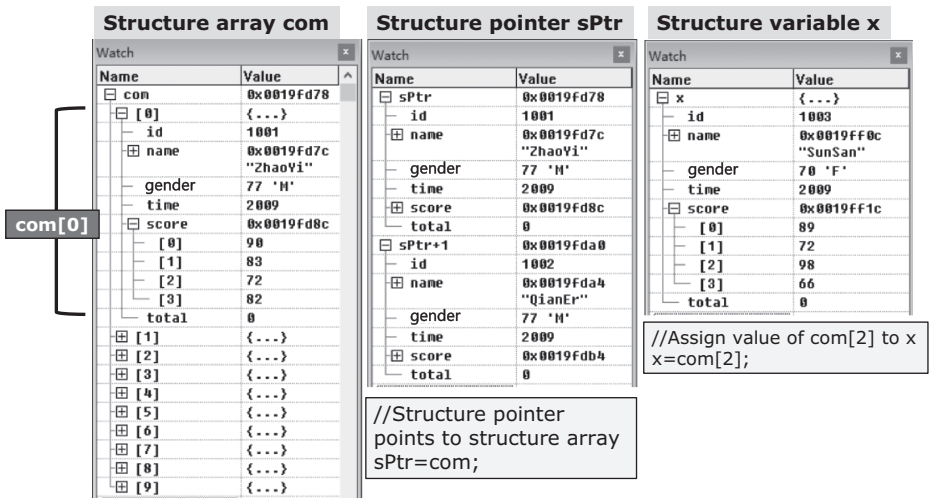 Structure array com
Watch x
Name Value
com 0x0019fd78
[0] {...}
id 1001
name 0x0019fd7c
"ZhaoYi"
gender 77 'M'
time 2009
score 0x0019fd8c
[0] 90
[1] 83
[2] 72
[3] 82
total 0
[1] {...}
[2] {...}
[3] {...}
[4] {...}
[5] {...}
[6] {...}
[7] {...}
[8] {...}
[9] {...}
com[0]
Structure pointer sPtr
Watch x
Name Value
sPtr 0x0019fd78
id 1001
name 0x0019fd7c
"ZhaoYi"
gender 77 'M'
time 2009
score 0x0019fd8c
total 0
sPtr+1 0x0019fda0
id 1002
name 0x0019fda4
"QianEr"
gender 77 'M'
time 2009
score 0x0019fdb4
total 0
//Structure pointer
points to structure array
sPtr=com;
Structure variable x
Watch x
Name Value
x {...}
id 1003
name 0x0019ff0c
"SunSan"
gender 70 'F'
time 2009
score 0x0019ff1c
[0] 89
[1] 72
[2] 98
[3] 66
total 0
//Assign value of com[2] to x
x=com[2];